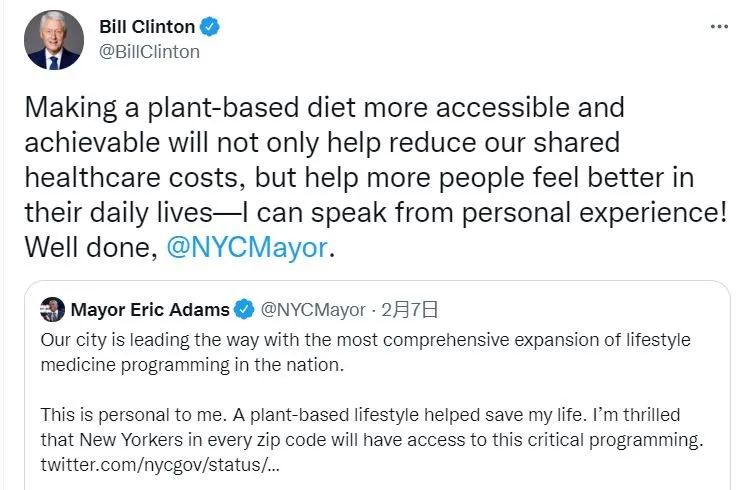 Bill Clinton
@BillClinton
Making a plant-based diet more accessible and
achievable will not only help reduce our shared
healthcare costs, but help more people feel better in
their daily lives—I can speak from personal experience!
Well done, @NYCMayor.
Mayor Eric Adams @NYCMayor · 2月7日
Our city is leading the way with the most comprehensive expansion of lifestyle
medicine programming in the nation.
This is personal to me. A plant-based lifestyle helped save my life. I’m thrilled
that New Yorkers in every zip code will have access to this critical programming.
twitter.com/nycgov/status/...